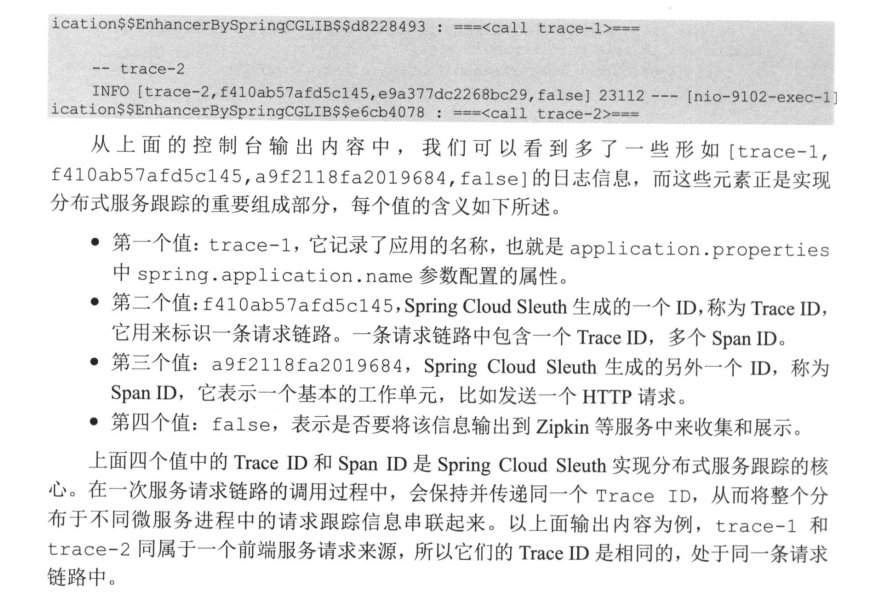 ication$$EnhancerBySpringCGLIB$$d8228493 : ===<call trace-1>===
-- trace-2
INFO [trace-2,f410ab57afd5c145,e9a377dc2268bc29,false] 23112 --- [nio-9102-exec-1]
ication$$EnhancerBySpringCGLIB$$e6cb4078 : ===<call trace-2>===
从上面的控制台输出内容中，我们可以看到多了一些形如[trace-1,
f410ab57afd5c145,a9f2118fa2019684,false]的日志信息，而这些元素正是实现
分布式服务跟踪的重要组成部分，每个值的含义如下所述。
● 第一个值：trace-1，它记录了应用的名称，也就是 application.properties
中 spring.application.name 参数配置的属性。
● 第二个值：f410ab57afd5c145，Spring Cloud Sleuth 生成的一个 ID，称为 Trace ID，
它用来标识一条请求链路。一条请求链路中包含一个 Trace ID，多个 Span ID。
● 第三个值：a9f2118fa2019684，Spring Cloud Sleuth 生成的另外一个 ID，称为
Span ID，它表示一个基本的工作单元，比如发送一个 HTTP 请求。
● 第四个值：false，表示是否要将该信息输出到 Zipkin 等服务中来收集和展示。
上面四个值中的 Trace ID 和 Span ID 是 Spring Cloud Sleuth 实现分布式服务跟踪的核
心。在一次服务请求链路的调用过程中，会保持并传递同一个 Trace ID，从而将整个分
布于不同微服务进程中的请求跟踪信息串联起来。以上面输出内容为例，trace-1 和
trace-2 同属于一个前端服务请求来源，所以它们的 Trace ID 是相同的，处于同一条请求
链路中。